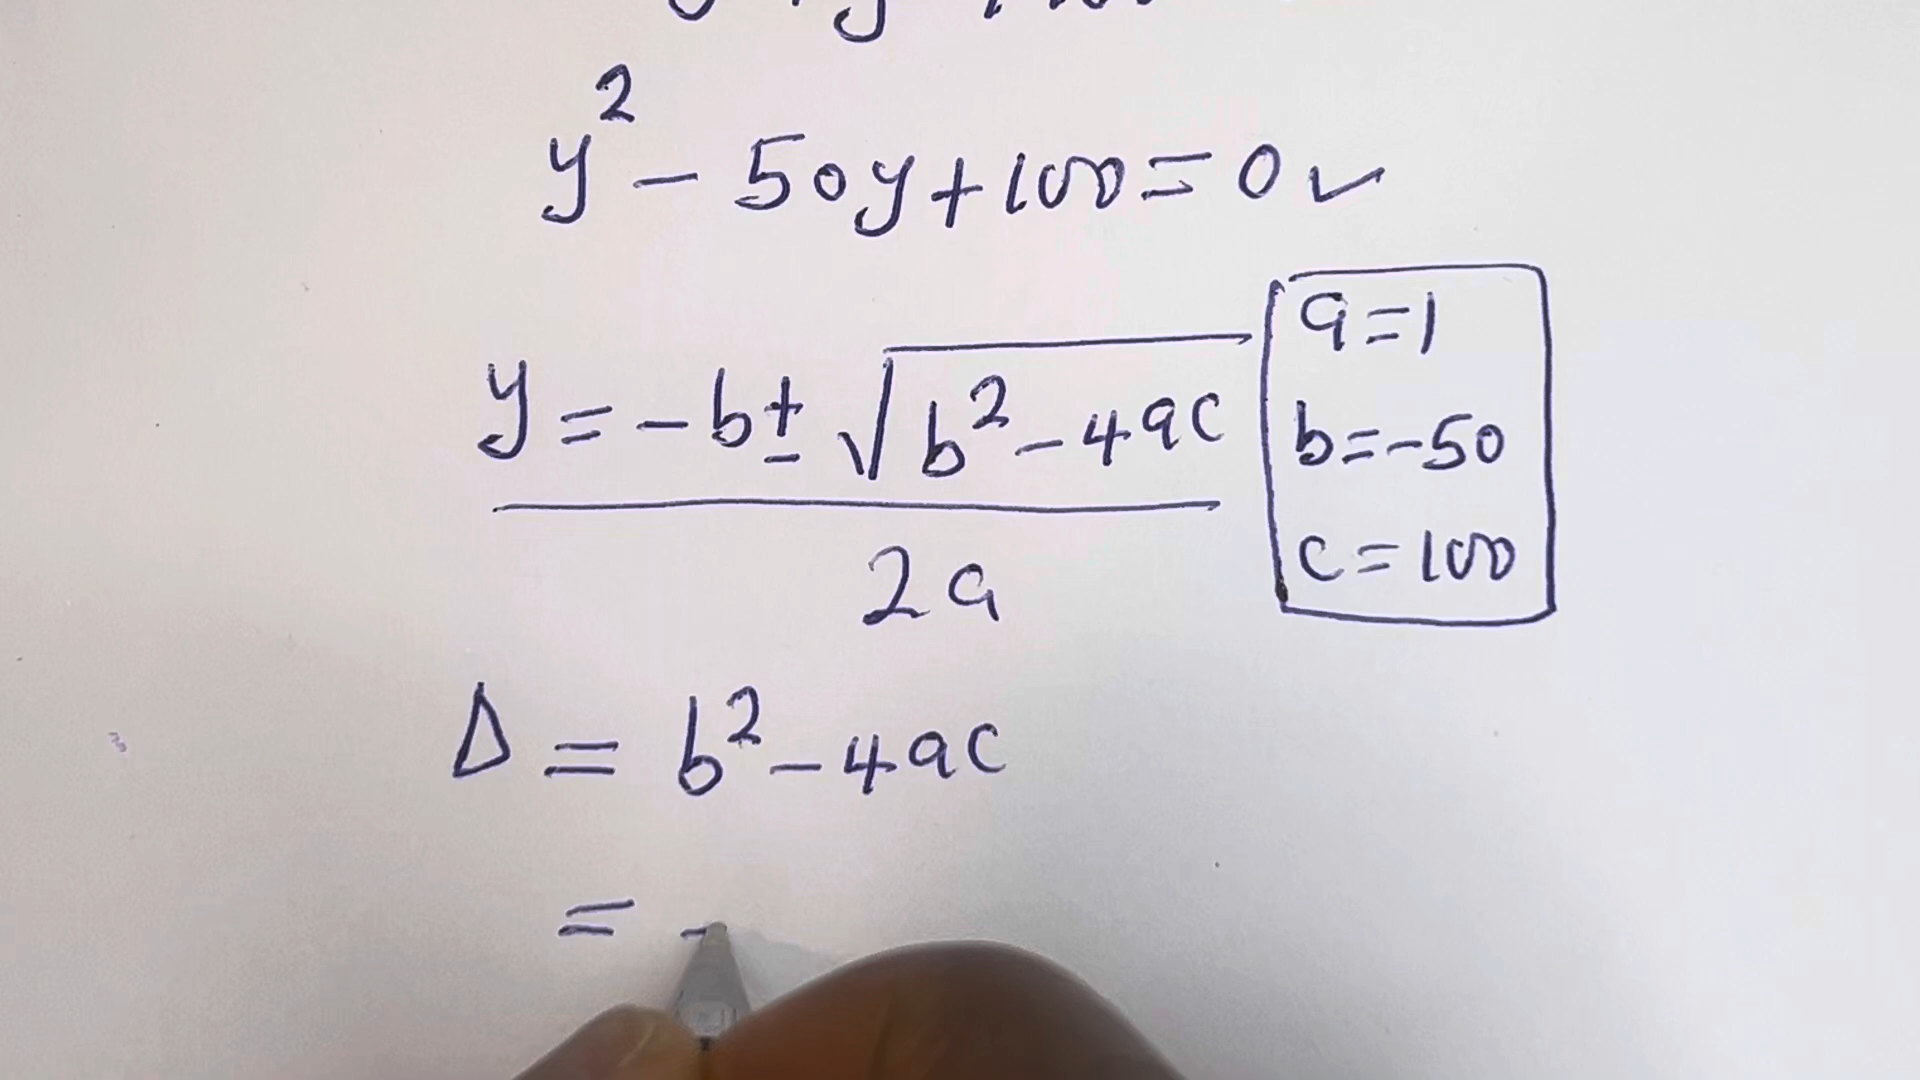 y² - 50y + 100 = 0 ✓
y = -b ± √b² - 4ac
2a
a = 1
b = -50
c = 100
Δ = b² - 4ac
= -